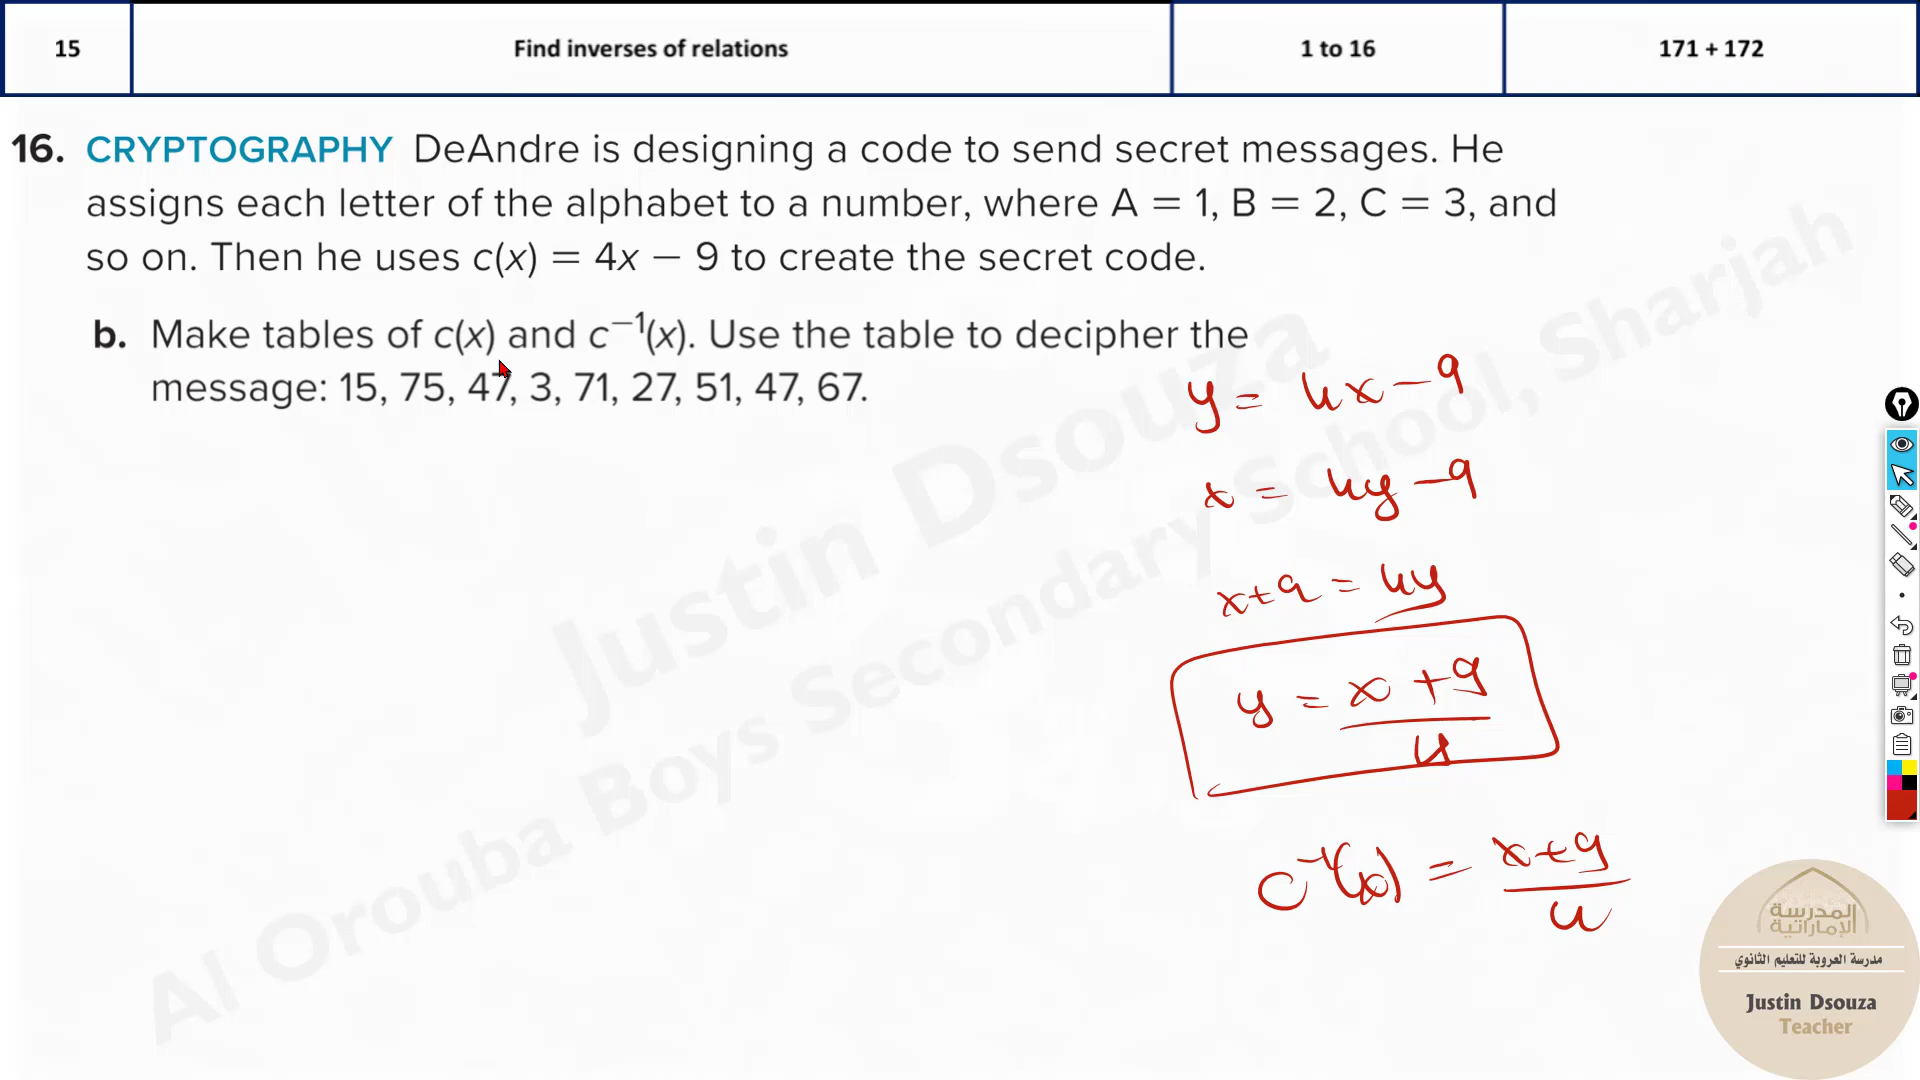 15 Find inverses of relations 1 to 16 171 + 172
16. CRYPTOGRAPHY DeAndre is designing a code to send secret messages. He
assigns each letter of the alphabet to a number, where A = 1, B = 2, C = 3, and
so on. Then he uses c(x) = 4x − 9 to create the secret code.
b. Make tables of c(x) and c⁻¹(x). Use the table to decipher the
message: 15, 75, 47, 3, 71, 27, 51, 47, 67.
y = 4x − 9
x = 4y − 9
x + 9 = 4y
y = x + 9
4
c⁻¹(x) = x + 9
4
Justin Dsouza
Al Orouba Boys Secondary School, Sharjah
المدرسة
الإماراتية
مدرسة العروبة للتعليم الثانوي
Justin Dsouza
Teacher